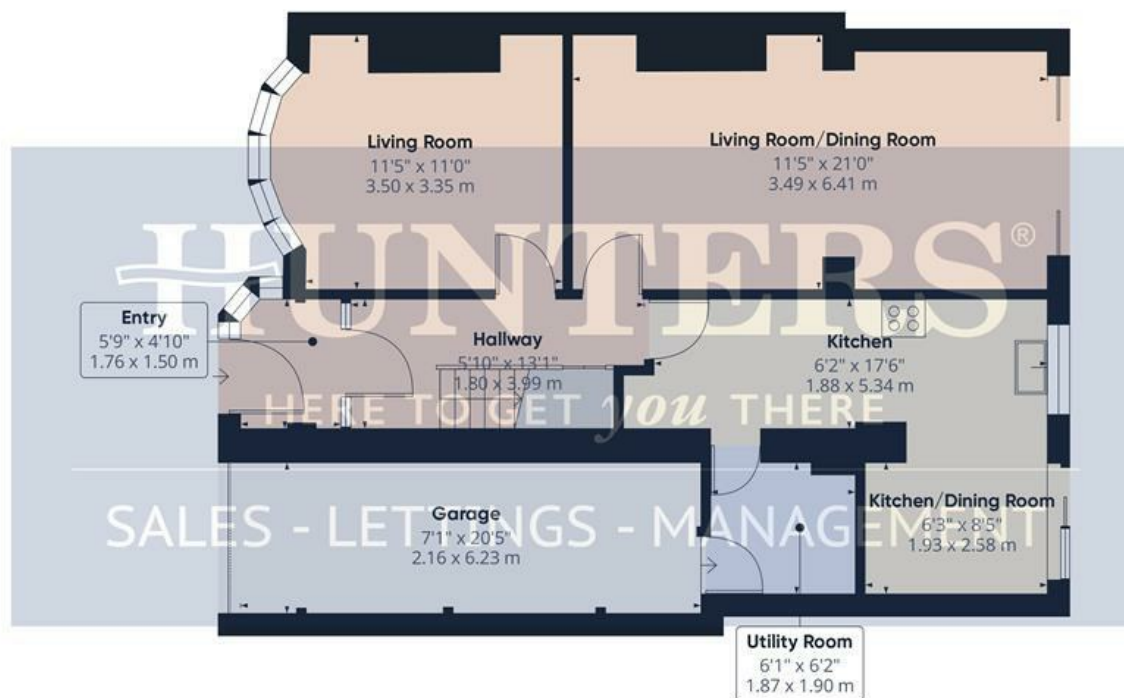 Living Room
11'5" x 11'0"
3.50 x 3.35 m
Living Room/Dining Room
11'5" x 21'0"
3.49 x 6.41 m
HUNTERS®
Entry
5'9" x 4'10"
1.76 x 1.50 m
Hallway
5'10" x 13'1"
1.80 x 3.99 m
Kitchen
6'2" x 17'6"
1.88 x 5.34 m
HERE TO GET you THERE
Garage
7'1" x 20'5"
2.16 x 6.23 m
Kitchen/Dining Room
6'3" x 8'5"
1.93 x 2.58 m
SALES - LETTINGS - MANAGEMENT
Utility Room
6'1" x 6'2"
1.87 x 1.90 m